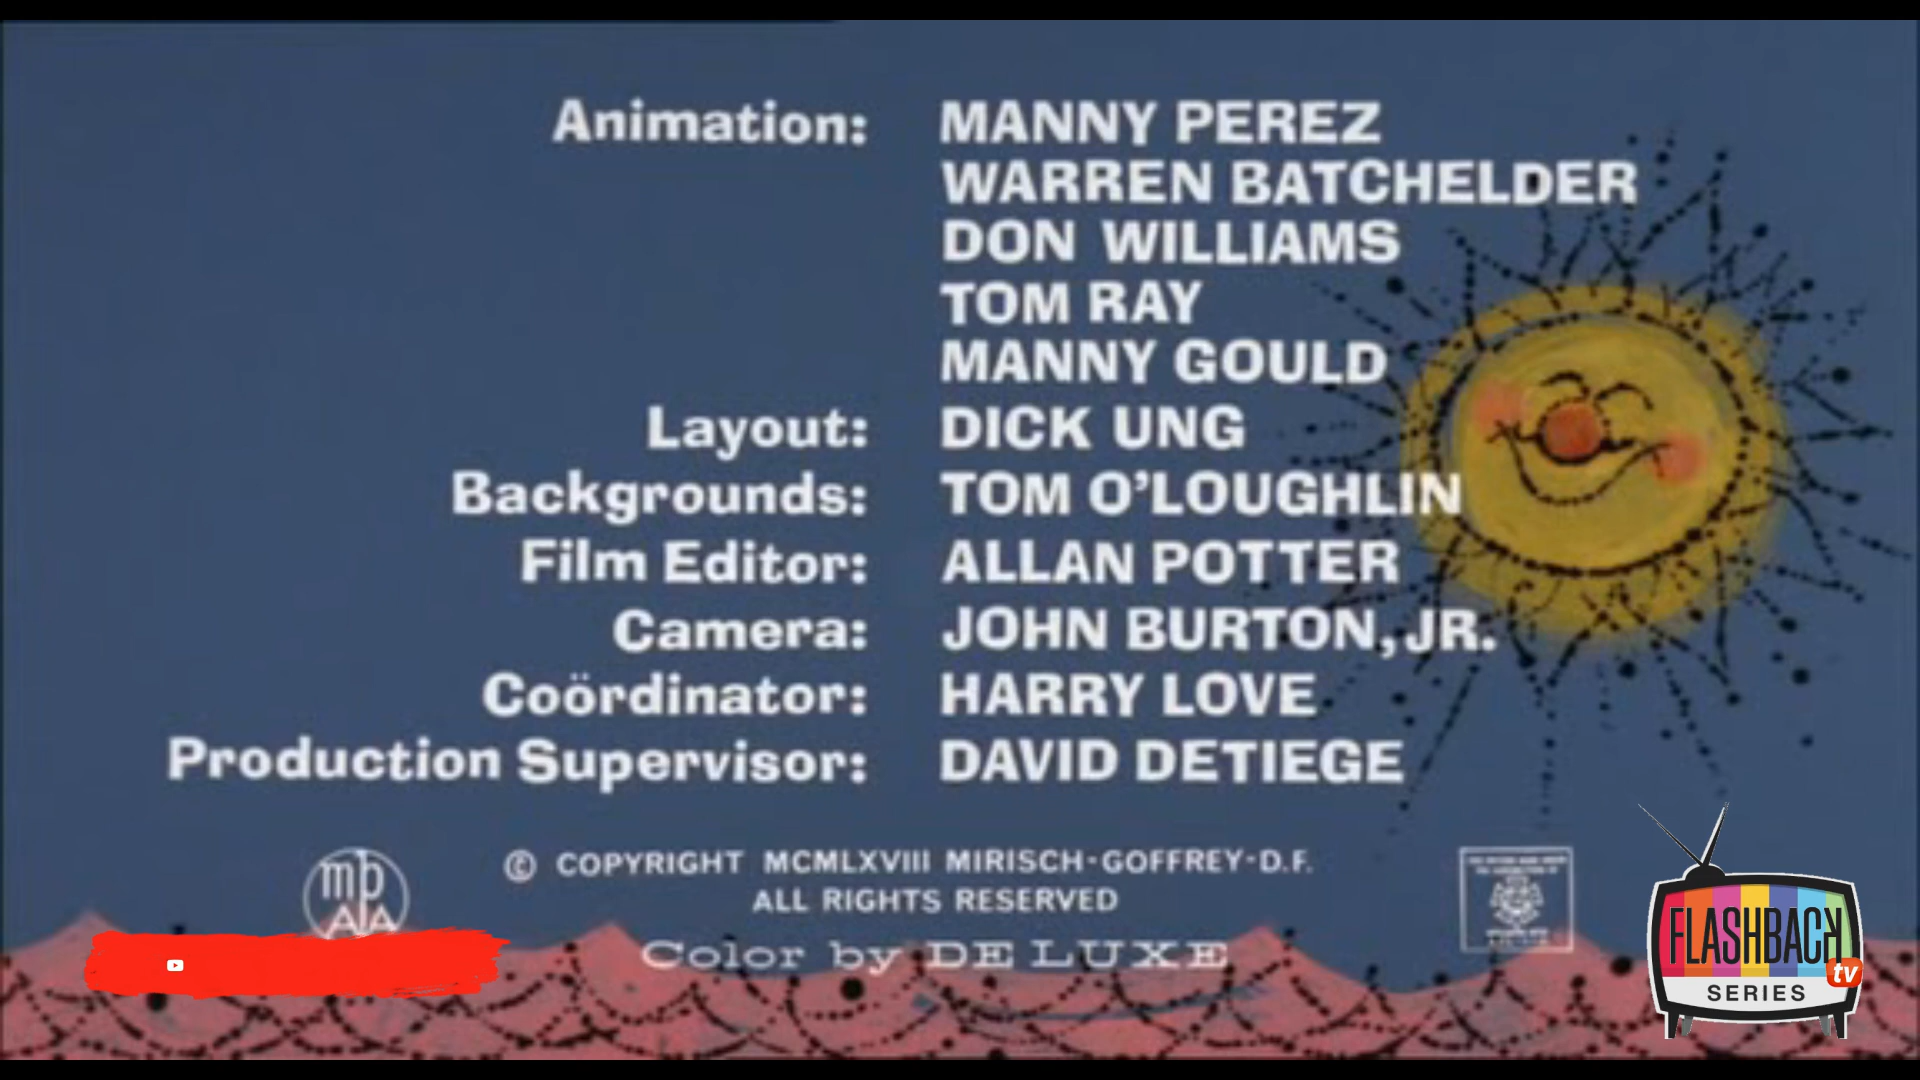 Animation: MANNY PEREZ
WARREN BATCHELDER
DON WILLIAMS
TOM RAY
MANNY GOULD
Layout: DICK UNG
Backgrounds: TOM O'LOUGHLIN
Film Editor: ALLAN POTTER
Camera: JOHN BURTON, JR.
Coördinator: HARRY LOVE
Production Supervisor: DAVID DETIEGE
© COPYRIGHT MCMLXVIII MIRISCH-GOFFREY-D.F.
ALL RIGHTS RESERVED
mp
AA
Color by DE LUXE
FLASHBACK
tv
SERIES